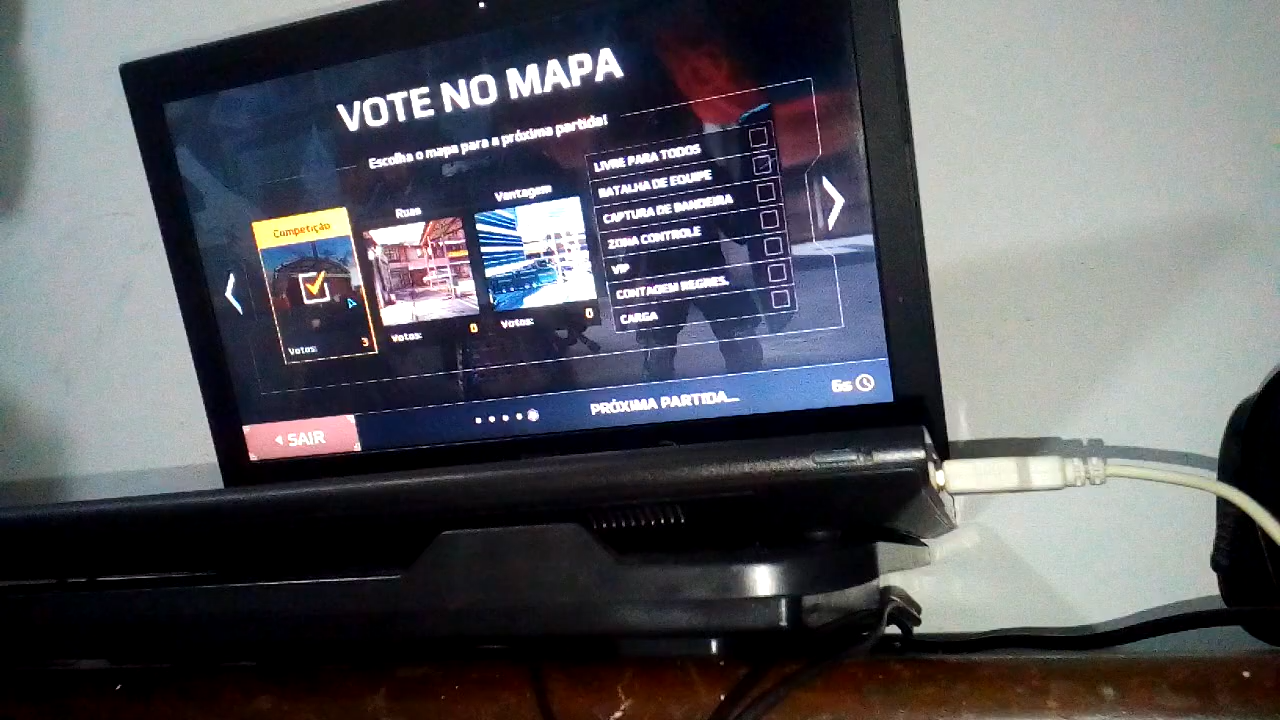 VOTE NO MAPA
Escolha o mapa para a próxima partida!
Competição
Votos: 3
Ruas
Votos: 0
Vantagem
Votos: 0
LIVRE PARA TODOS
BATALHA DE EQUIPE
CAPTURA DE BANDEIRA
ZONA CONTROLE
VIP
CONTAGEM REGRES.
CARGA
SAIR
PRÓXIMA PARTIDA...
6s